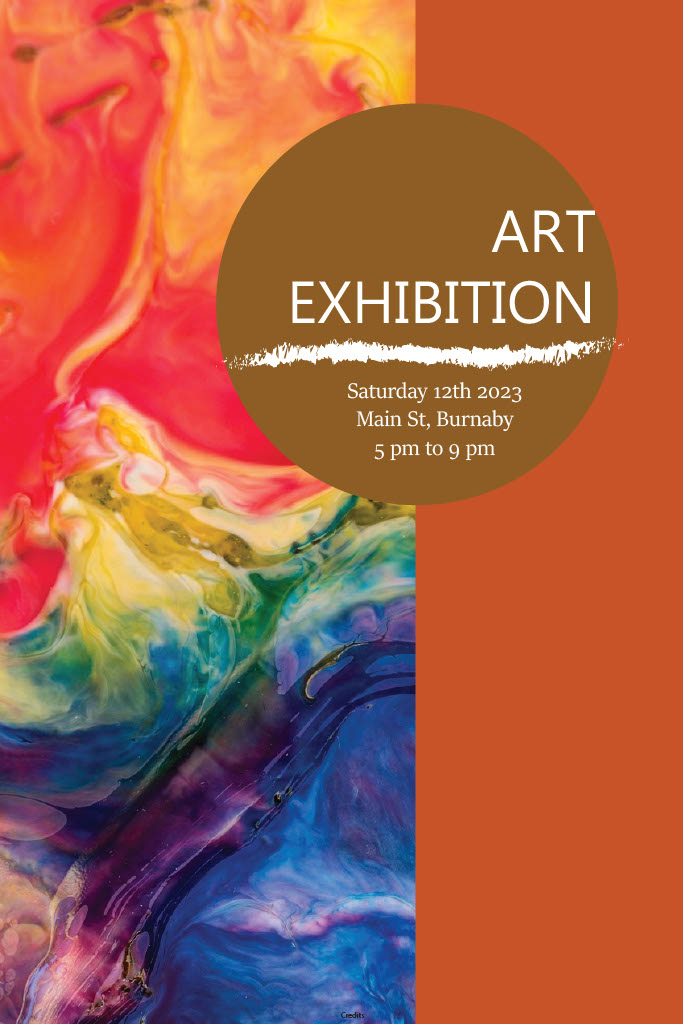 ART
EXHIBITION
Saturday 12th 2023
Main St, Burnaby
5 pm to 9 pm
Credits